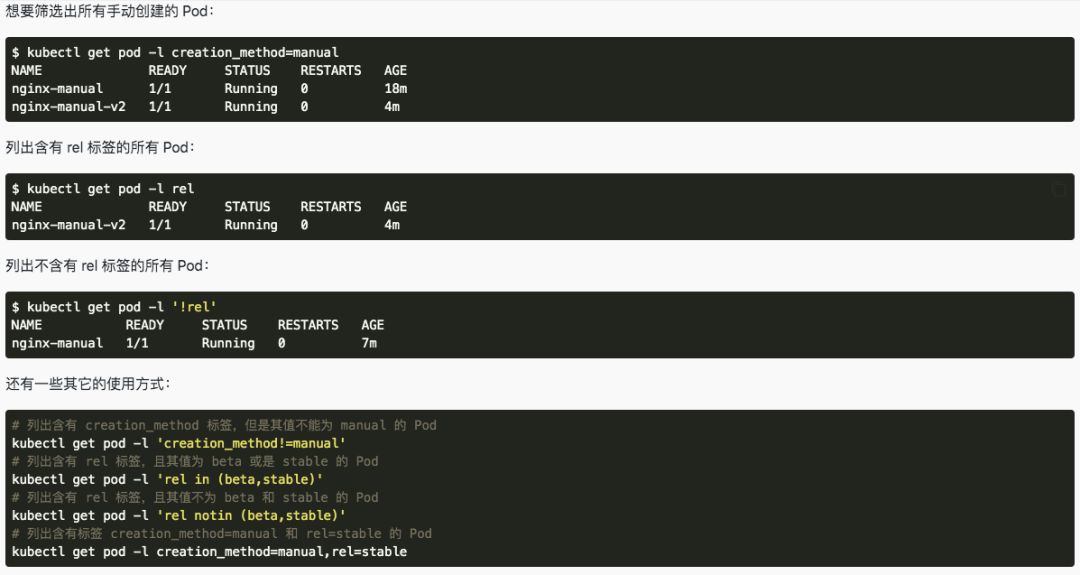 想要筛选出所有手动创建的 Pod：
$ kubectl get pod -l creation_method=manual
NAME              READY     STATUS    RESTARTS   AGE
nginx-manual      1/1       Running   0          18m
nginx-manual-v2   1/1       Running   0          4m
列出含有 rel 标签的所有 Pod：
$ kubectl get pod -l rel
NAME              READY     STATUS    RESTARTS   AGE
nginx-manual-v2   1/1       Running   0          4m
列出不含有 rel 标签的所有 Pod：
$ kubectl get pod -l '!rel'
NAME           READY     STATUS    RESTARTS   AGE
nginx-manual   1/1       Running   0          7m
还有一些其它的使用方式：
# 列出含有 creation_method 标签，但是其值不能为 manual 的 Pod
kubectl get pod -l 'creation_method!=manual'
# 列出含有 rel 标签，且其值为 beta 或是 stable 的 Pod
kubectl get pod -l 'rel in (beta,stable)'
# 列出含有 rel 标签，且其值不为 beta 和 stable 的 Pod
kubectl get pod -l 'rel notin (beta,stable)'
# 列出含有标签 creation_method=manual 和 rel=stable 的 Pod
kubectl get pod -l creation_method=manual,rel=stable